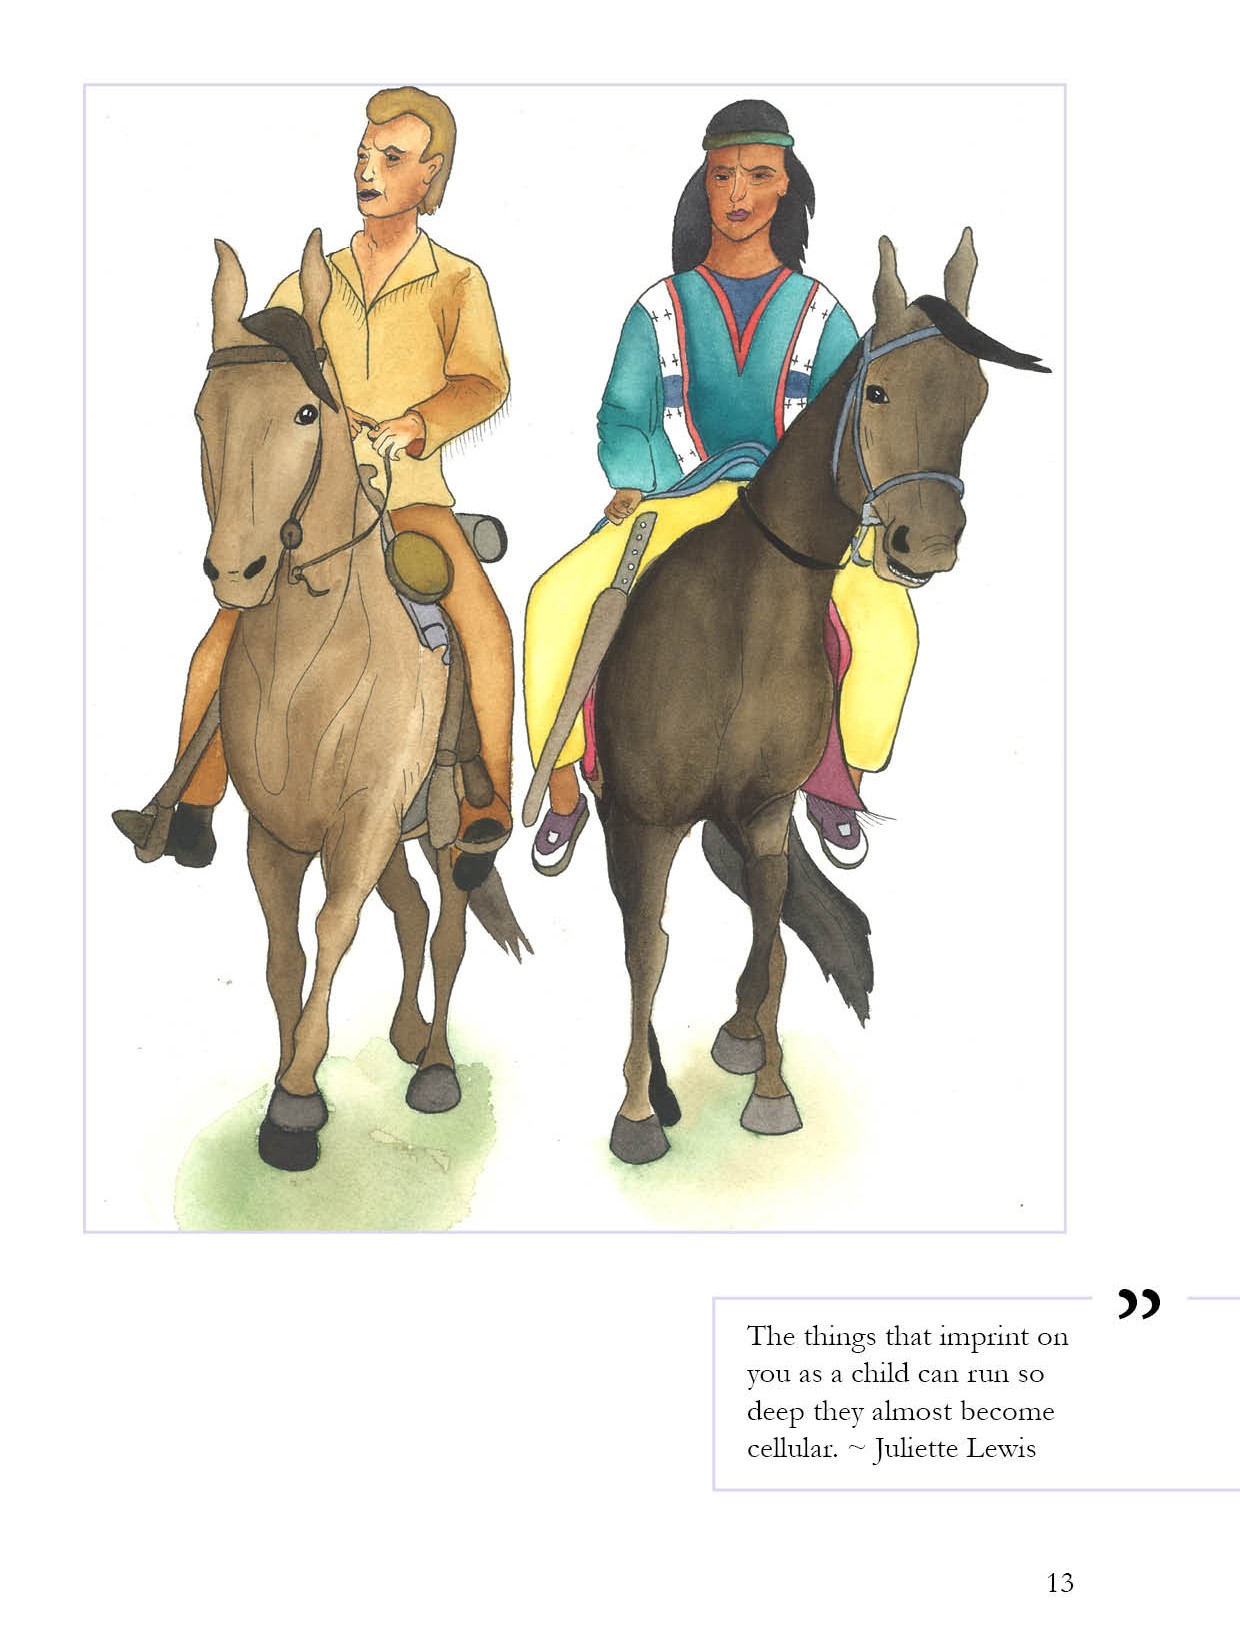 ”
The things that imprint on
you as a child can run so
deep they almost become
cellular. ~ Juliette Lewis
13